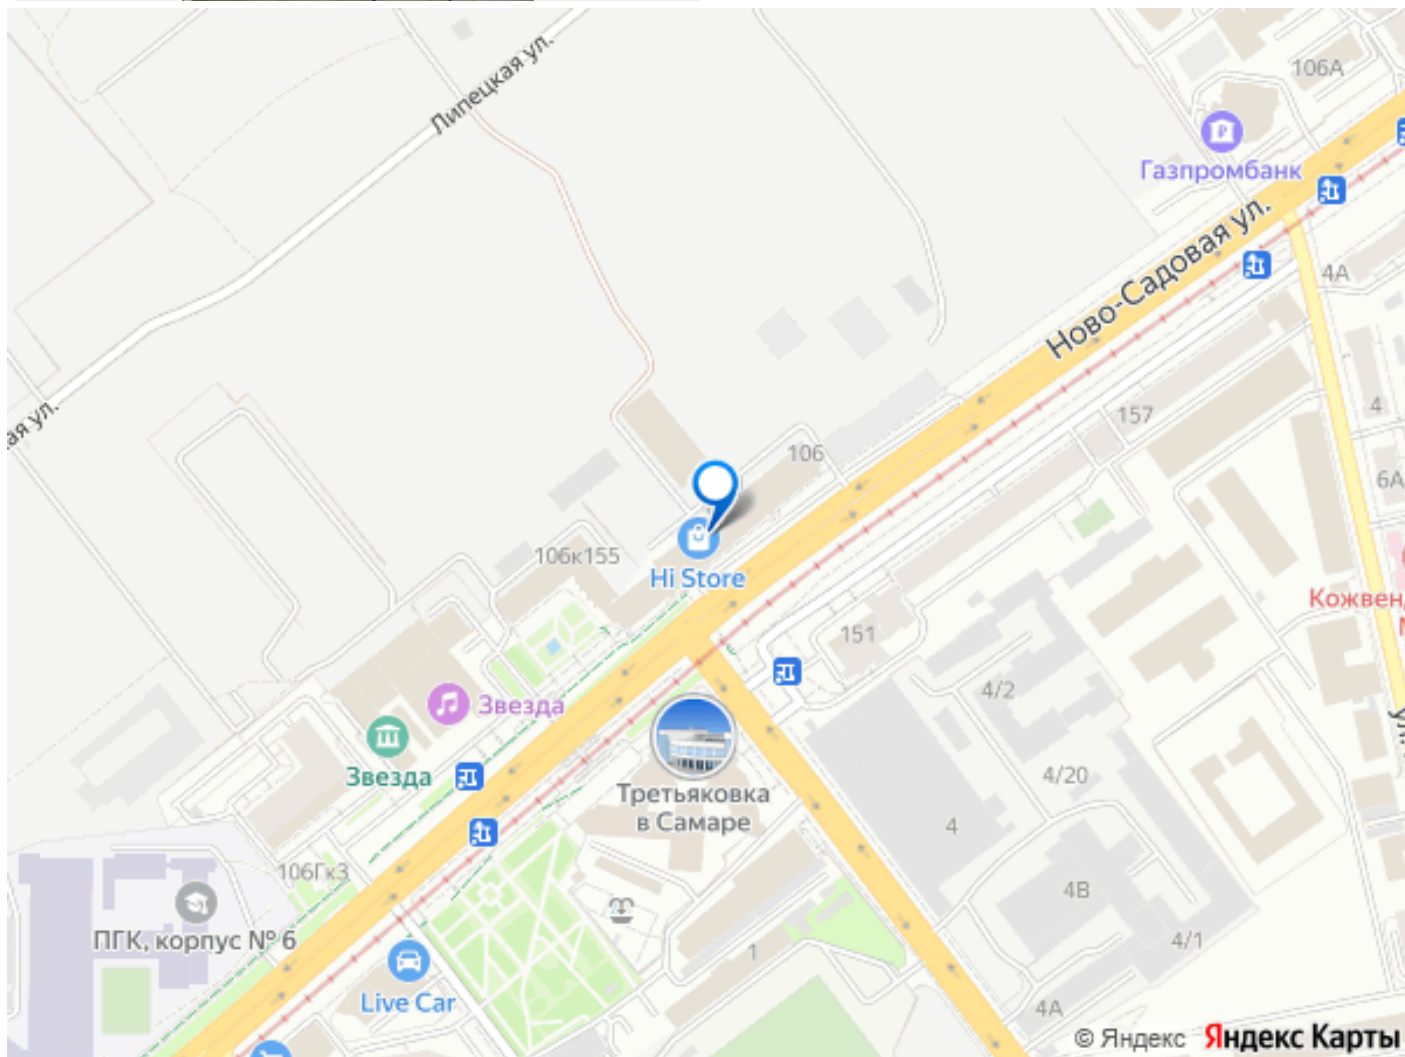 Липецкая ул.
106А
Газпромбанк
Ново-Садовая ул.
4А
157
4
ая ул.
106
6А
106к155
Hi Store
Кожвен
151
4/2
Звезда
Звезда
4/20
Третьяковка
в Самаре
4
106Гк3
4В
ПГК, корпус № 6
4/1
1
Live Car
4А
© Яндекс Яндекс Карты